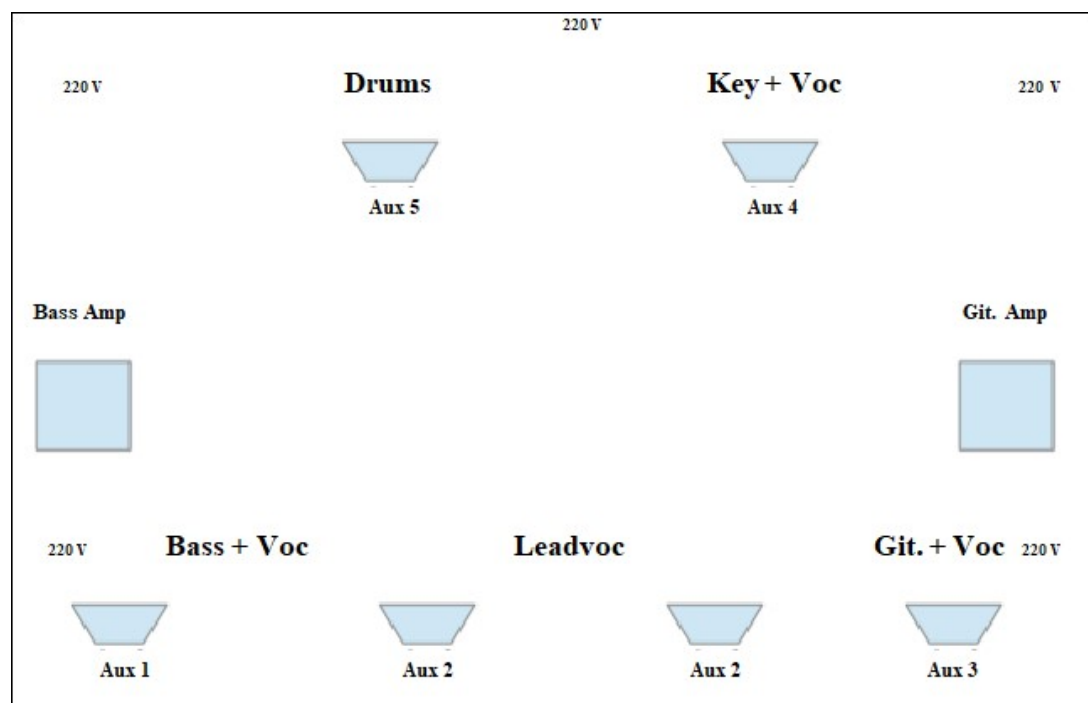 220 V
220 V Drums Key + Voc 220 V
Aux 5 Aux 4
Bass Amp Git. Amp
220 V Bass + Voc Leadvoc Git. + Voc 220 V
Aux 1 Aux 2 Aux 2 Aux 3